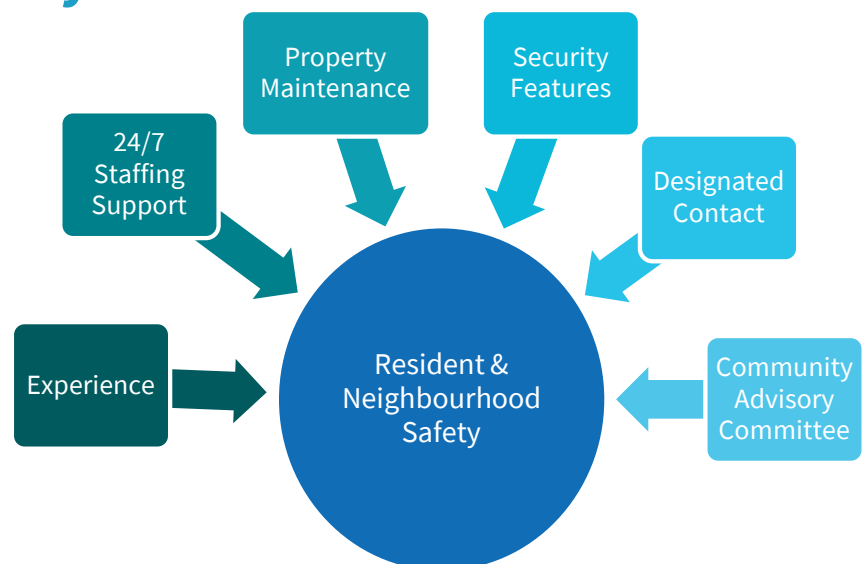 Property
Maintenance
Security
Features
24/7
Staffing
Support
Designated
Contact
Experience
Resident &
Neighbourhood
Safety
Community
Advisory
Committee